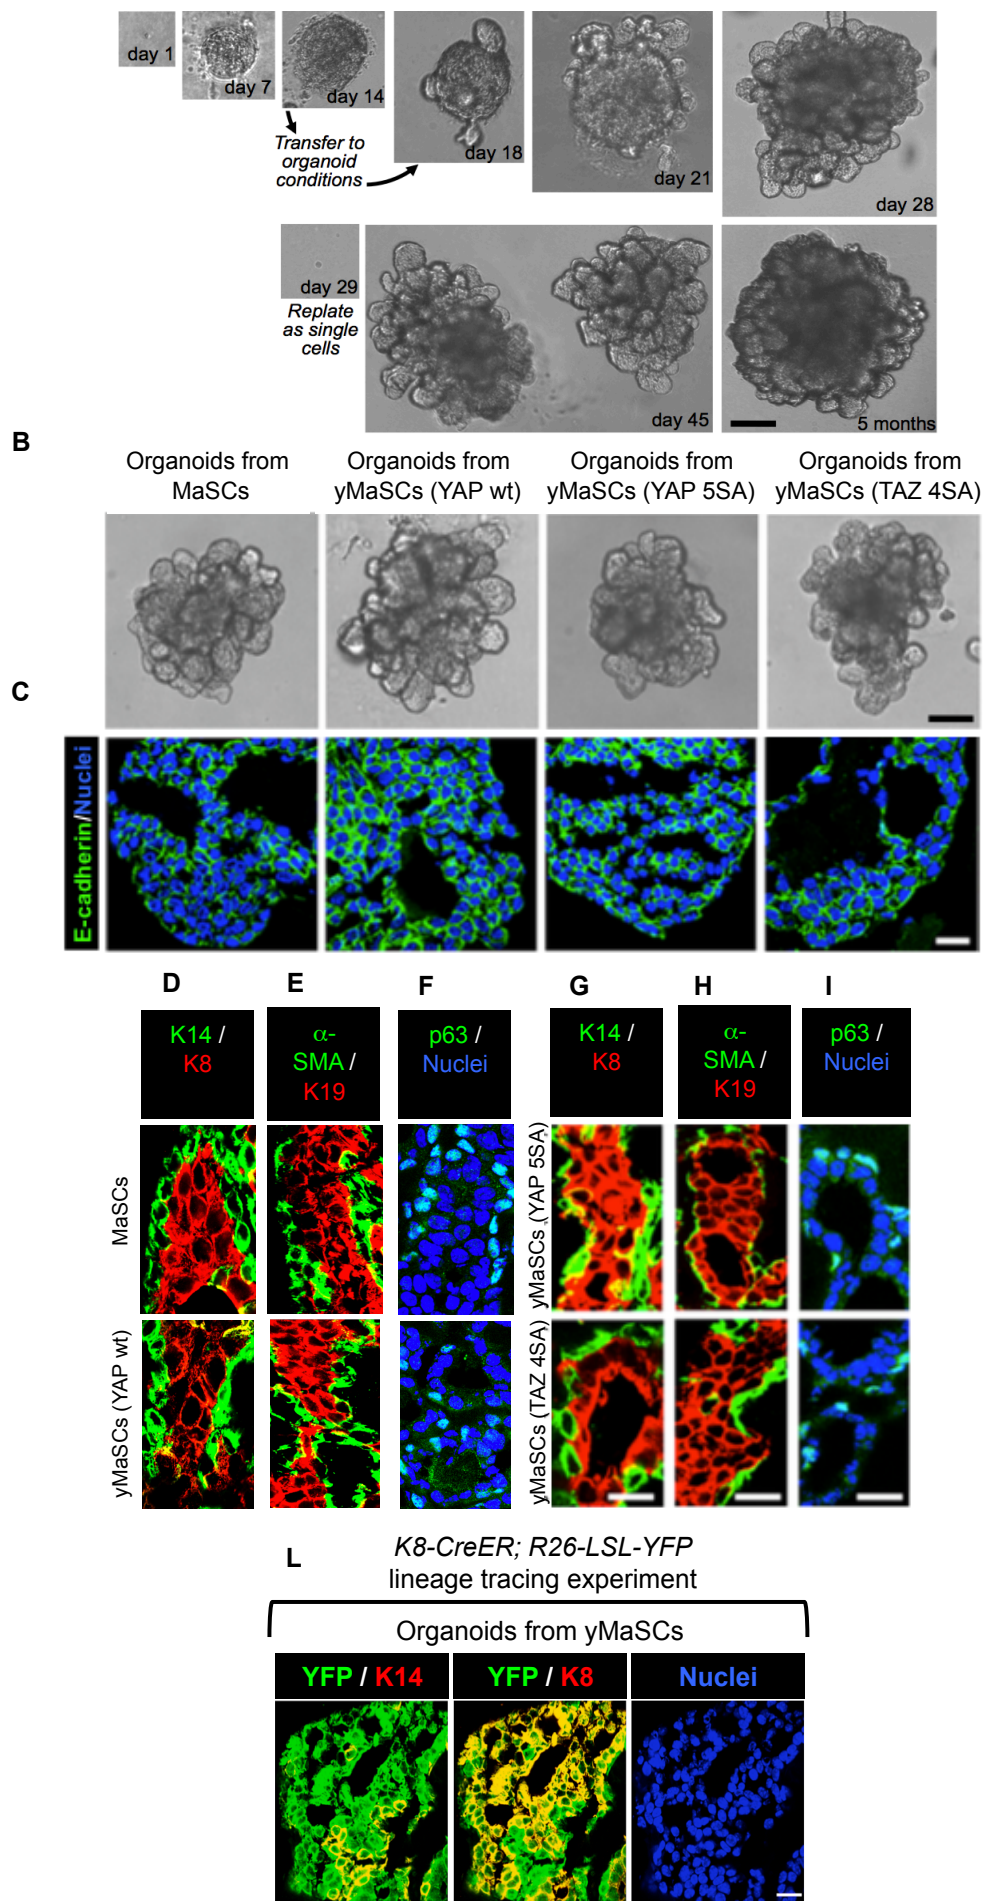 day 1
day 7
day 14
Transfer to
organoid
conditions
day 18
day 21
day 28
day 29
Replate
as single
cells
day 45
5 months
B
Organoids from
MaSCs
Organoids from
yMaSCs (YAP wt)
Organoids from
yMaSCs (YAP 5SA)
Organoids from
yMaSCs (TAZ 4SA)
C
E-cadherin/Nuclei
D
E
F
G
H
I
K14 /
K8
α-
SMA /
K19
p63 /
Nuclei
K14 /
K8
α-
SMA /
K19
p63 /
Nuclei
MaSCs
yMaSCs (YAP wt)
yMaSCs (YAP 5SA)
yMaSCs (TAZ 4SA)
L
K8-CreER; R26-LSL-YFP
lineage tracing experiment
Organoids from yMaSCs
YFP / K14
YFP / K8
Nuclei